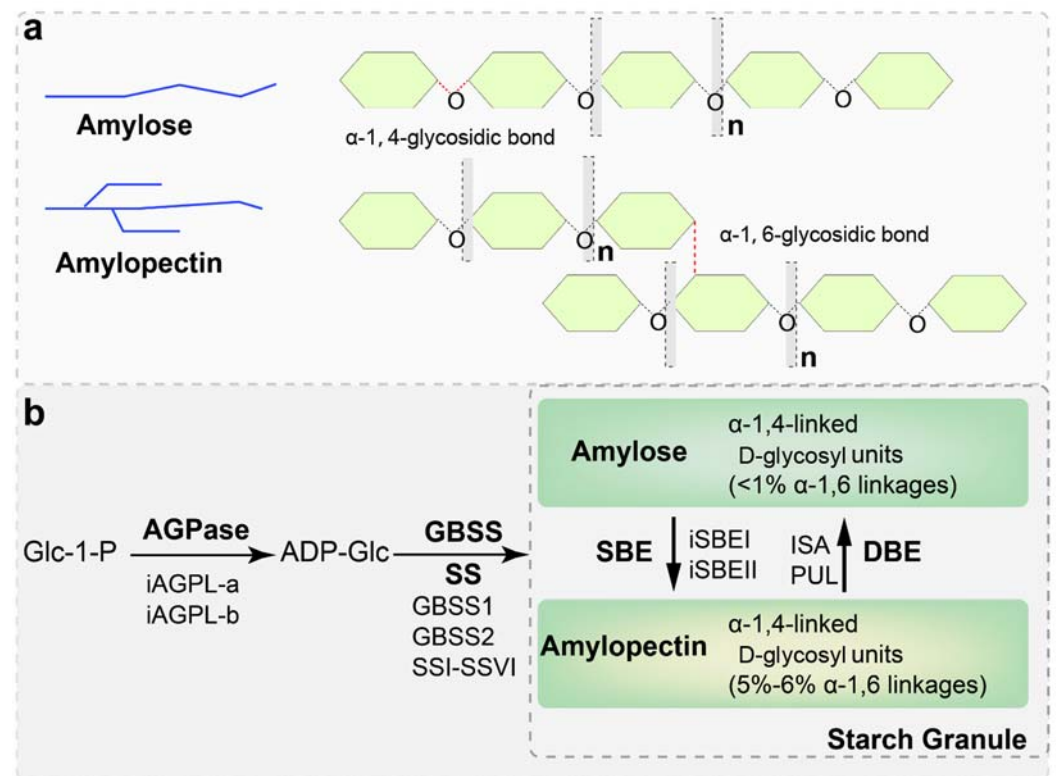 a
Amylose
O
O
O
O
n
α-1, 4-glycosidic bond
Amylopectin
O
O
n
α-1, 6-glycosidic bond
O
O
O
n
b
Glc-1-P
AGPase
iAGPL-a
iAGPL-b
ADP-Glc
GBSS
SS
GBSS1
GBSS2
SSI-SSVI
Amylose
α-1,4-linked
D-glycosyl units
(<1% α-1,6 linkages)
SBE
iSBEI
iSBEII
ISA
PUL
DBE
Amylopectin
α-1,4-linked
D-glycosyl units
(5%-6% α-1,6 linkages)
Starch Granule